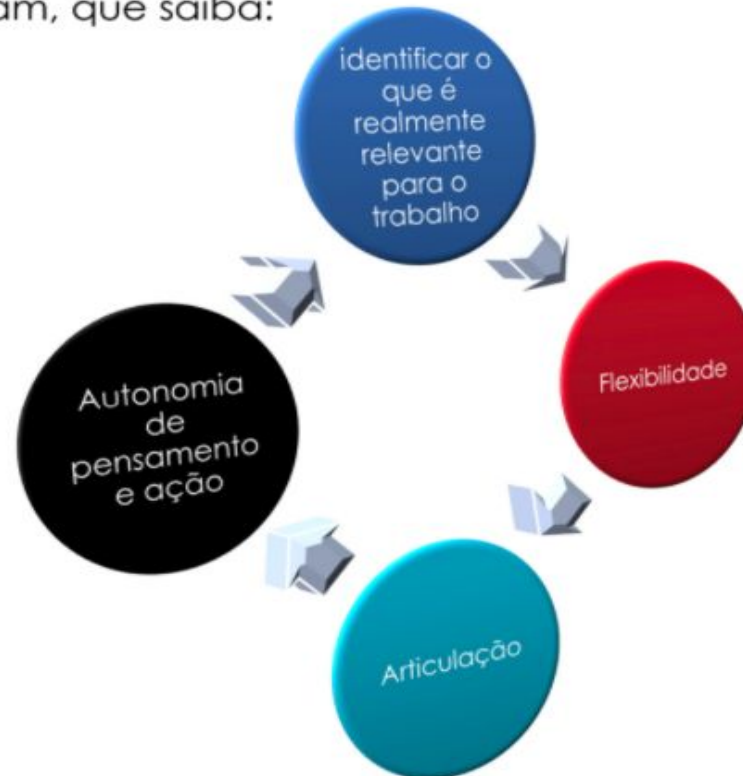 am, que saiba:
identificar o
que é
realmente
relevante
para o
trabalho
Flexibilidade
Articulação
Autonomia
de
pensamento
e ação